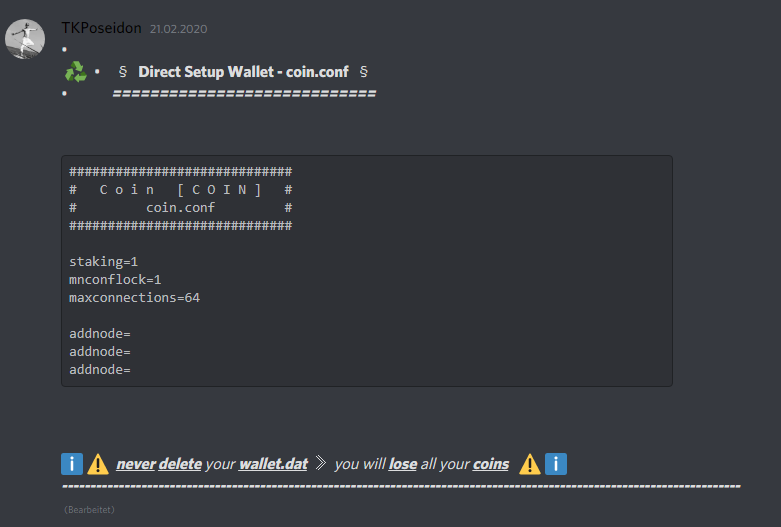 TKPoseidon 21.02.2020
•
♻ • § Direct Setup Wallet - coin.conf §
• ============================
#############################
#   C o i n   [ C O I N ]   #
#         coin.conf         #
#############################
staking=1
mnconflock=1
maxconnections=64
addnode=
addnode=
addnode=
ℹ️⚠️ never delete your wallet.dat ⫸ you will lose all your coins ⚠️ℹ️
----------------------------------------------------------------------------------------------------------------------------
(Bearbeitet)